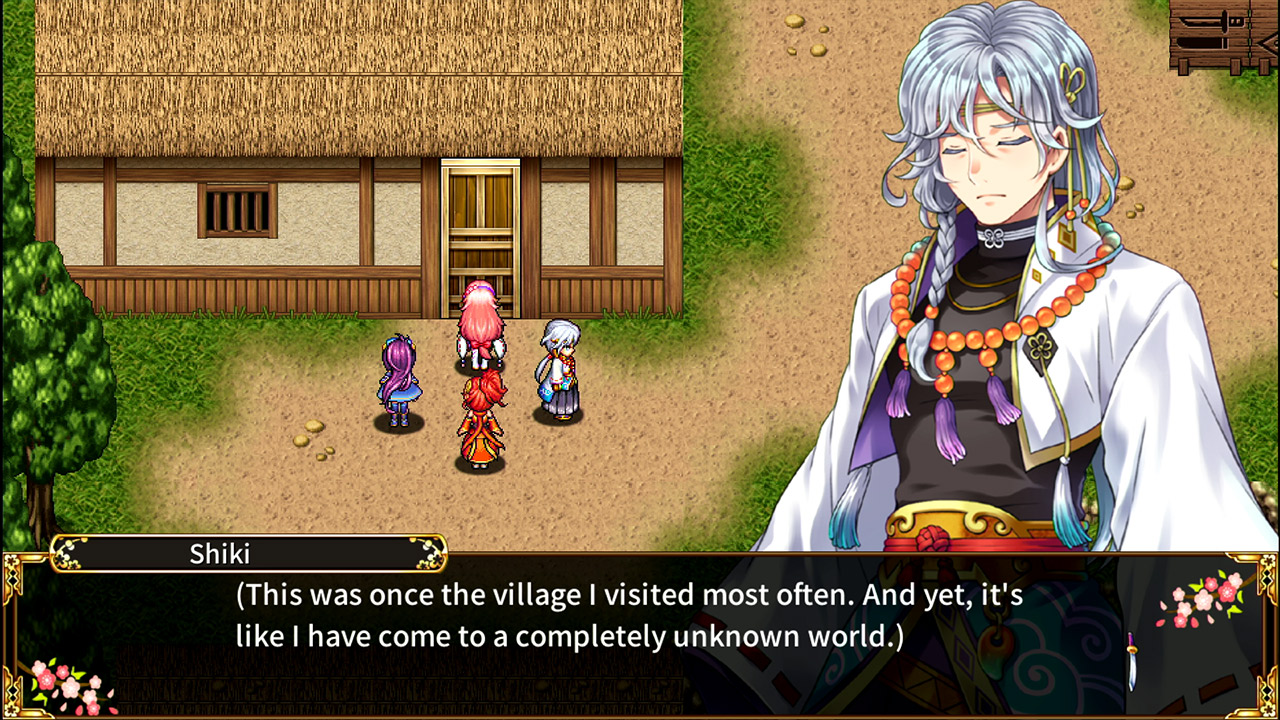 Shiki
(This was once the village I visited most often. And yet, it's
like I have come to a completely unknown world.)